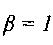 β = 1